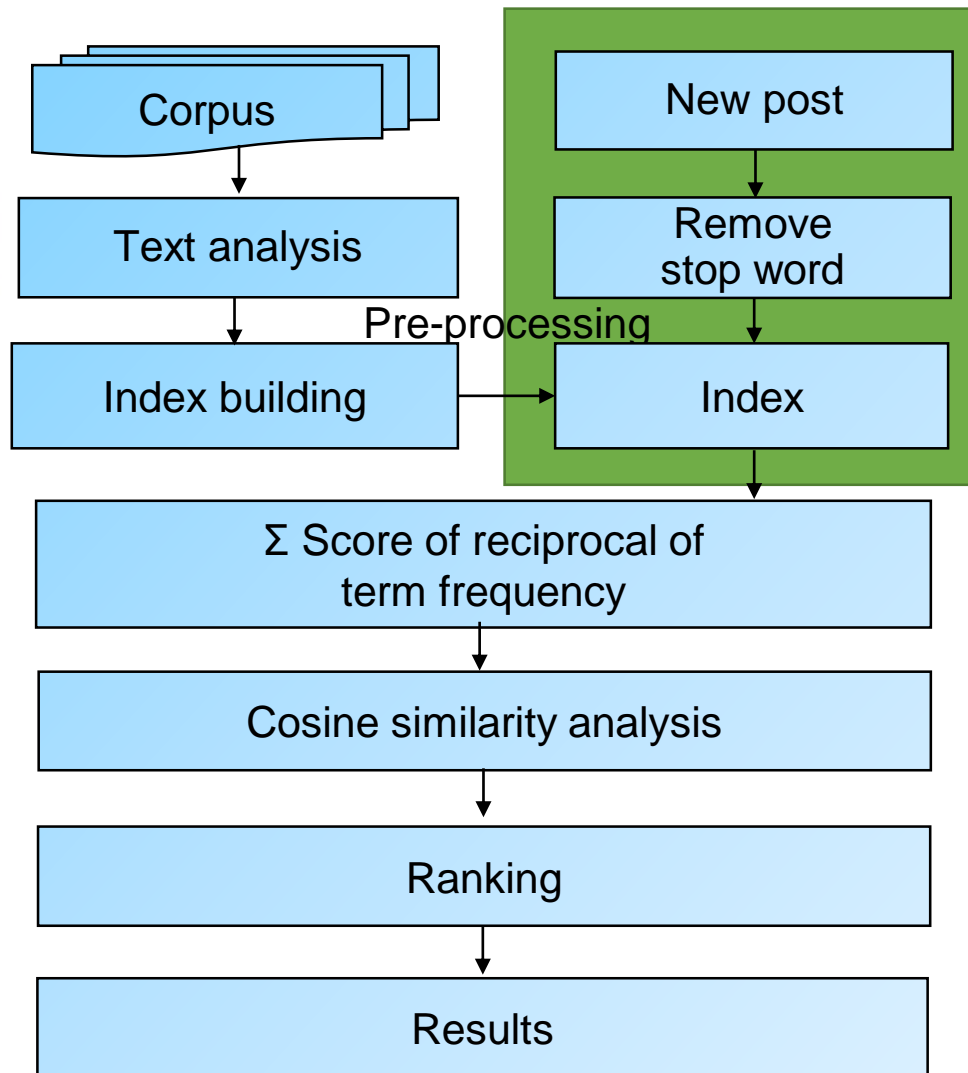 Corpus
New post
Text analysis
Remove
stop word
Pre-processing
Index building
Index
Σ Score of reciprocal of
term frequency
Cosine similarity analysis
Ranking
Results